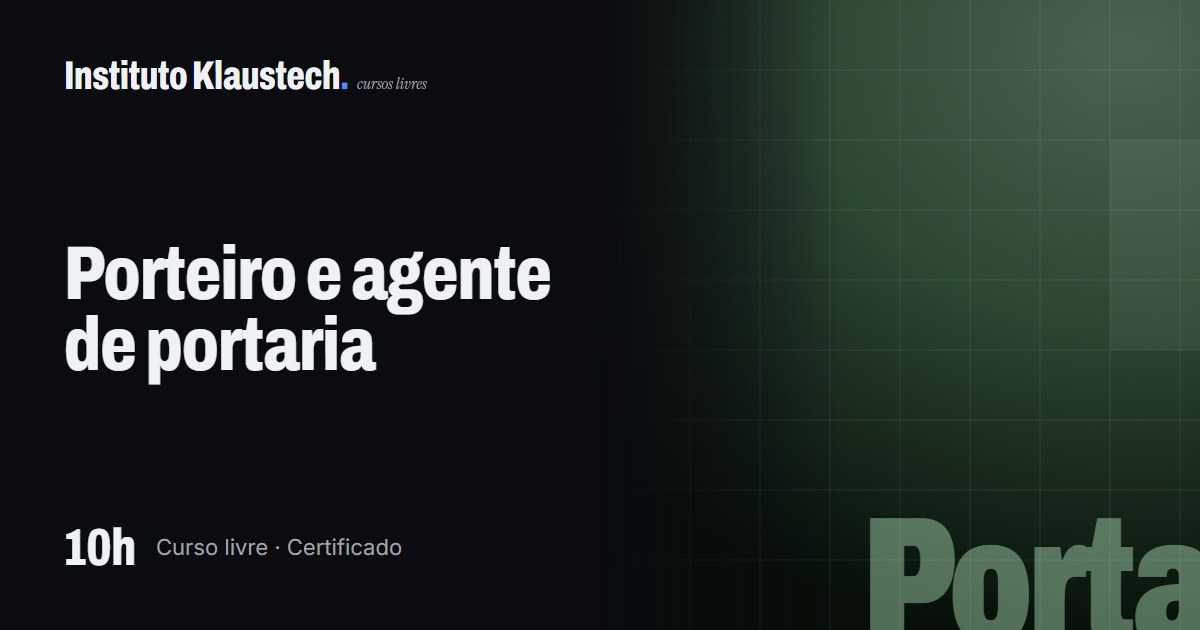 Instituto Klaustech. cursos livres
Porteiro e agente
de portaria
10h Curso livre · Certificado
Porta